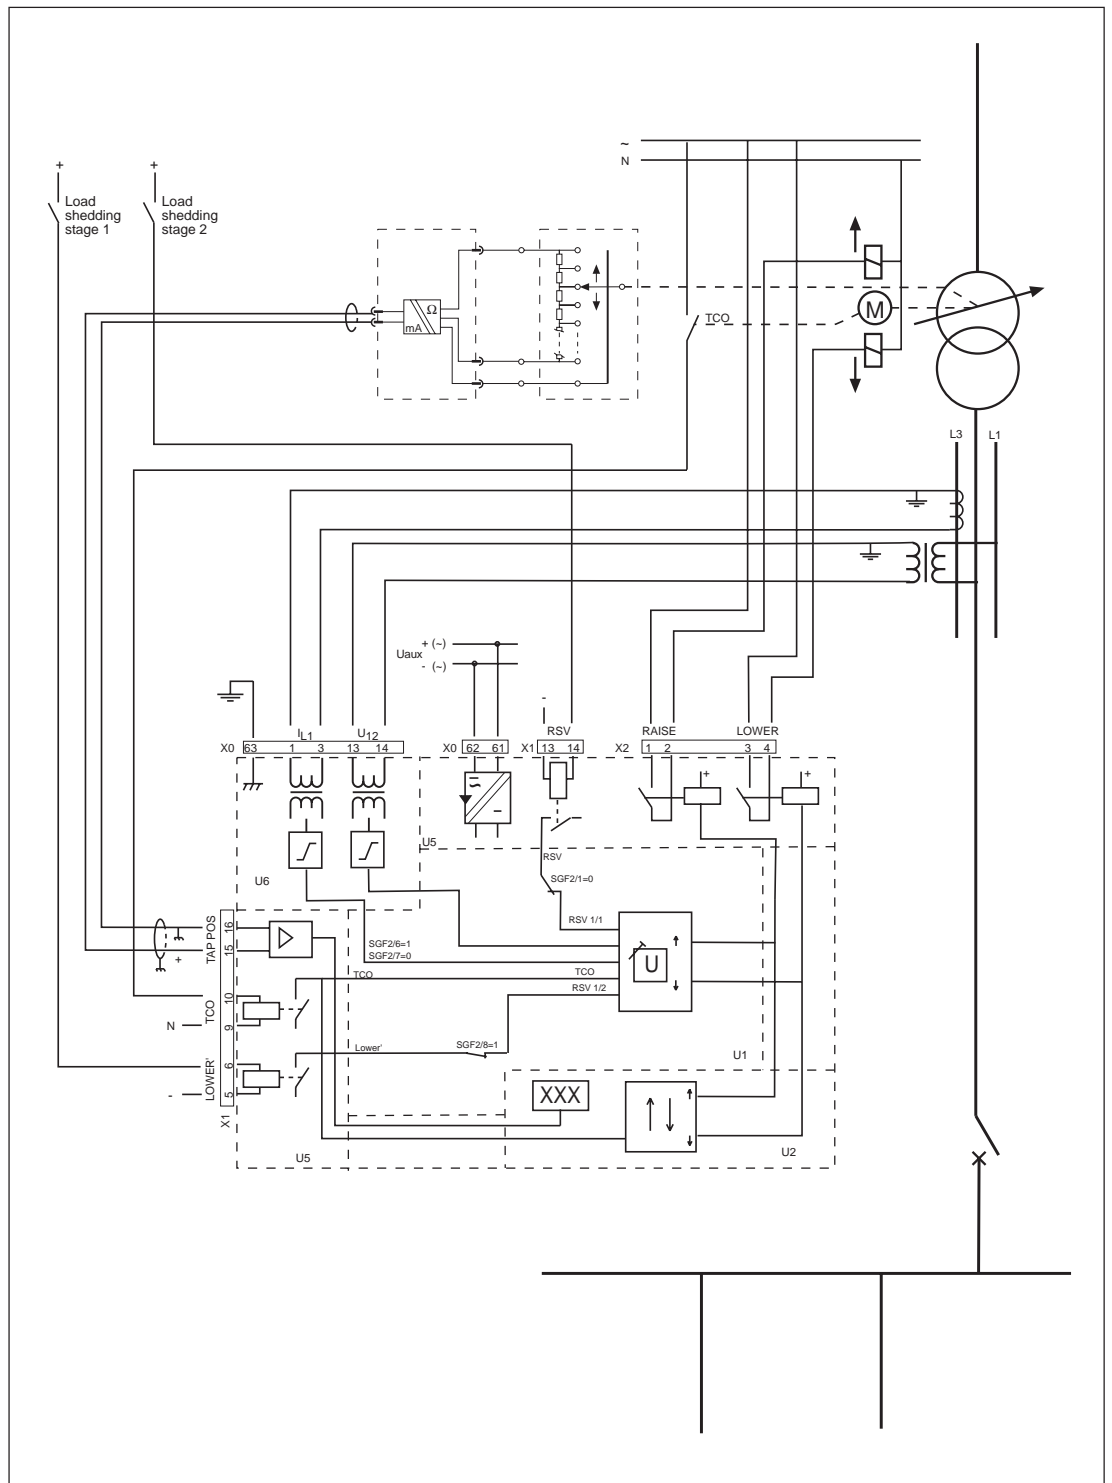 ~
N
+
+
Load
shedding
stage 1
Load
shedding
stage 2
Ω
mA
M
TCO
L3
L1
+ (~)
Uaux
- (~)
-
IL1
U12
RSV
RAISE
LOWER
X0
63
1
3
13
14
X0
62
61
X1
13
14
X2
1
2
3
4
+
+
~
U5
RSV
SGF2/1=0
U6
RSV 1/1
TAP POS
16
15
+
SGF2/6=1
SGF2/7=0
TCO
TCO
U
RSV 1/2
TCO
10
9
N
Lower'
SGF2/8=1
U1
LOWER'
6
5
-
X1
XXX
U5
U2